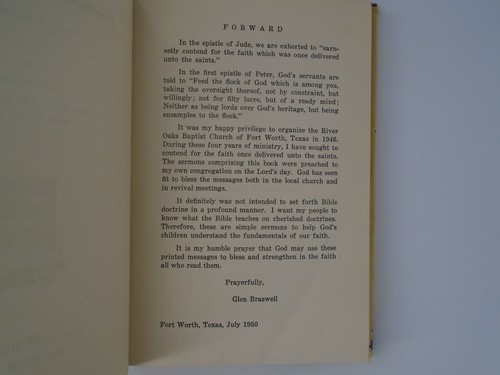 FORWARD
In the epistle of Jude, we are exhorted to "earn-
estly contend for the faith which was once delivered
unto the saints."
In the first epistle of Peter, God's servants are
told to "Feed the flock of God which is among you,
taking the oversight thereof, not by constraint, but
willingly; not for filty lucre, but of a ready mind;
Neither as being lords over God's heritage, but being
ensamples to the flock."
It was my happy privilege to organize the River
Oaks Baptist Church of Fort Worth, Texas in 1946.
During these four years of ministry, I have sought to
contend for the faith once delivered unto the saints.
The sermons comprising this book were preached to
my own congregation on the Lord's day. God has seen
fit to bless the messages both in the local church and
in revival meetings.
It definitely was not intended to set forth Bible
doctrine in a profound manner. I want my people to
know what the Bible teaches on cherished doctrines.
Therefore, these are simple sermons to help God's
children understand the fundamentals of our faith.
It is my humble prayer that God may use these
printed messages to bless and strengthen in the faith
all who read them.
Prayerfully,
Glen Braswell
Fort Worth, Texas, July 1950